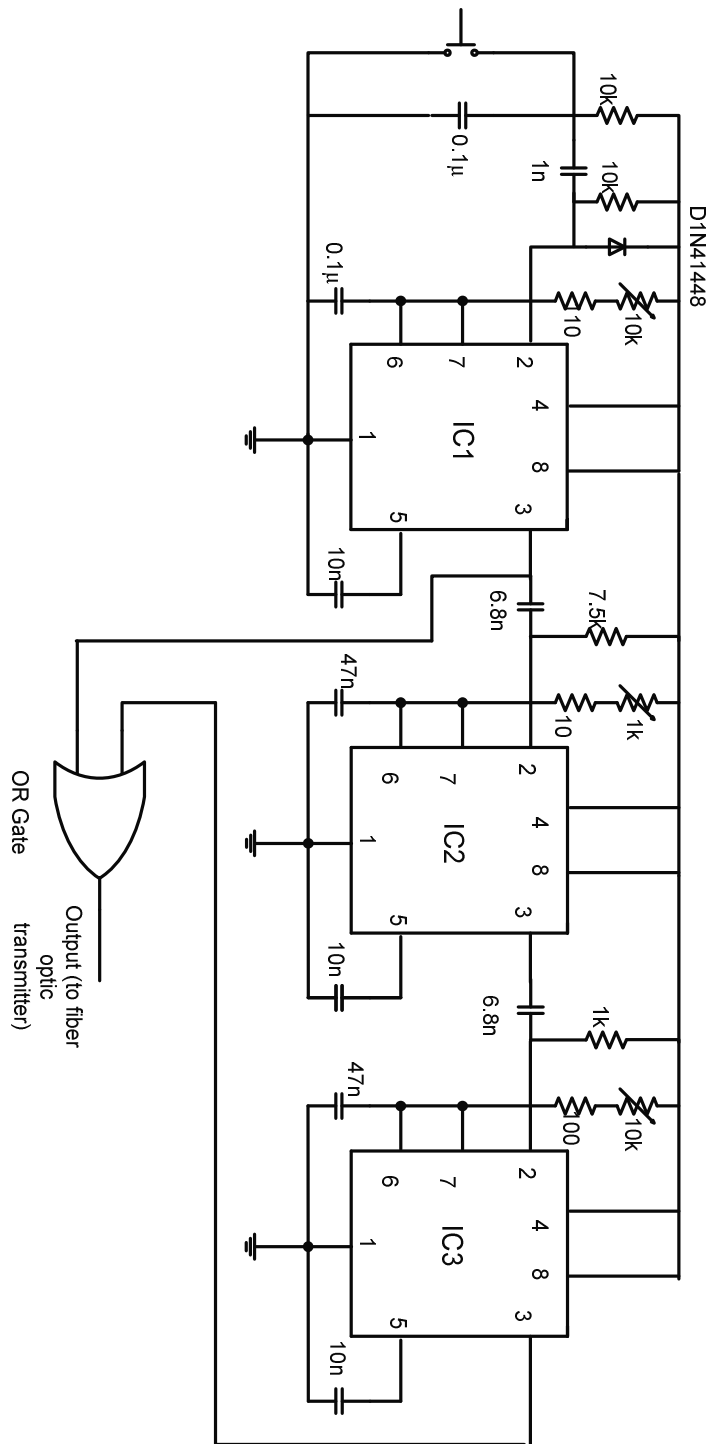 D1N41448
10k
10k
10k
110
1n
0.1µ
0.1µ
2
4
8
3
7
6
IC1
1
5
10n
7.5k
1k
10
6.8n
47n
2
4
8
3
7
6
IC2
1
5
10n
1k
10k
100
6.8n
47n
2
4
8
3
7
6
IC3
1
5
10n
OR Gate
Output (to fiber
optic
transmitter)